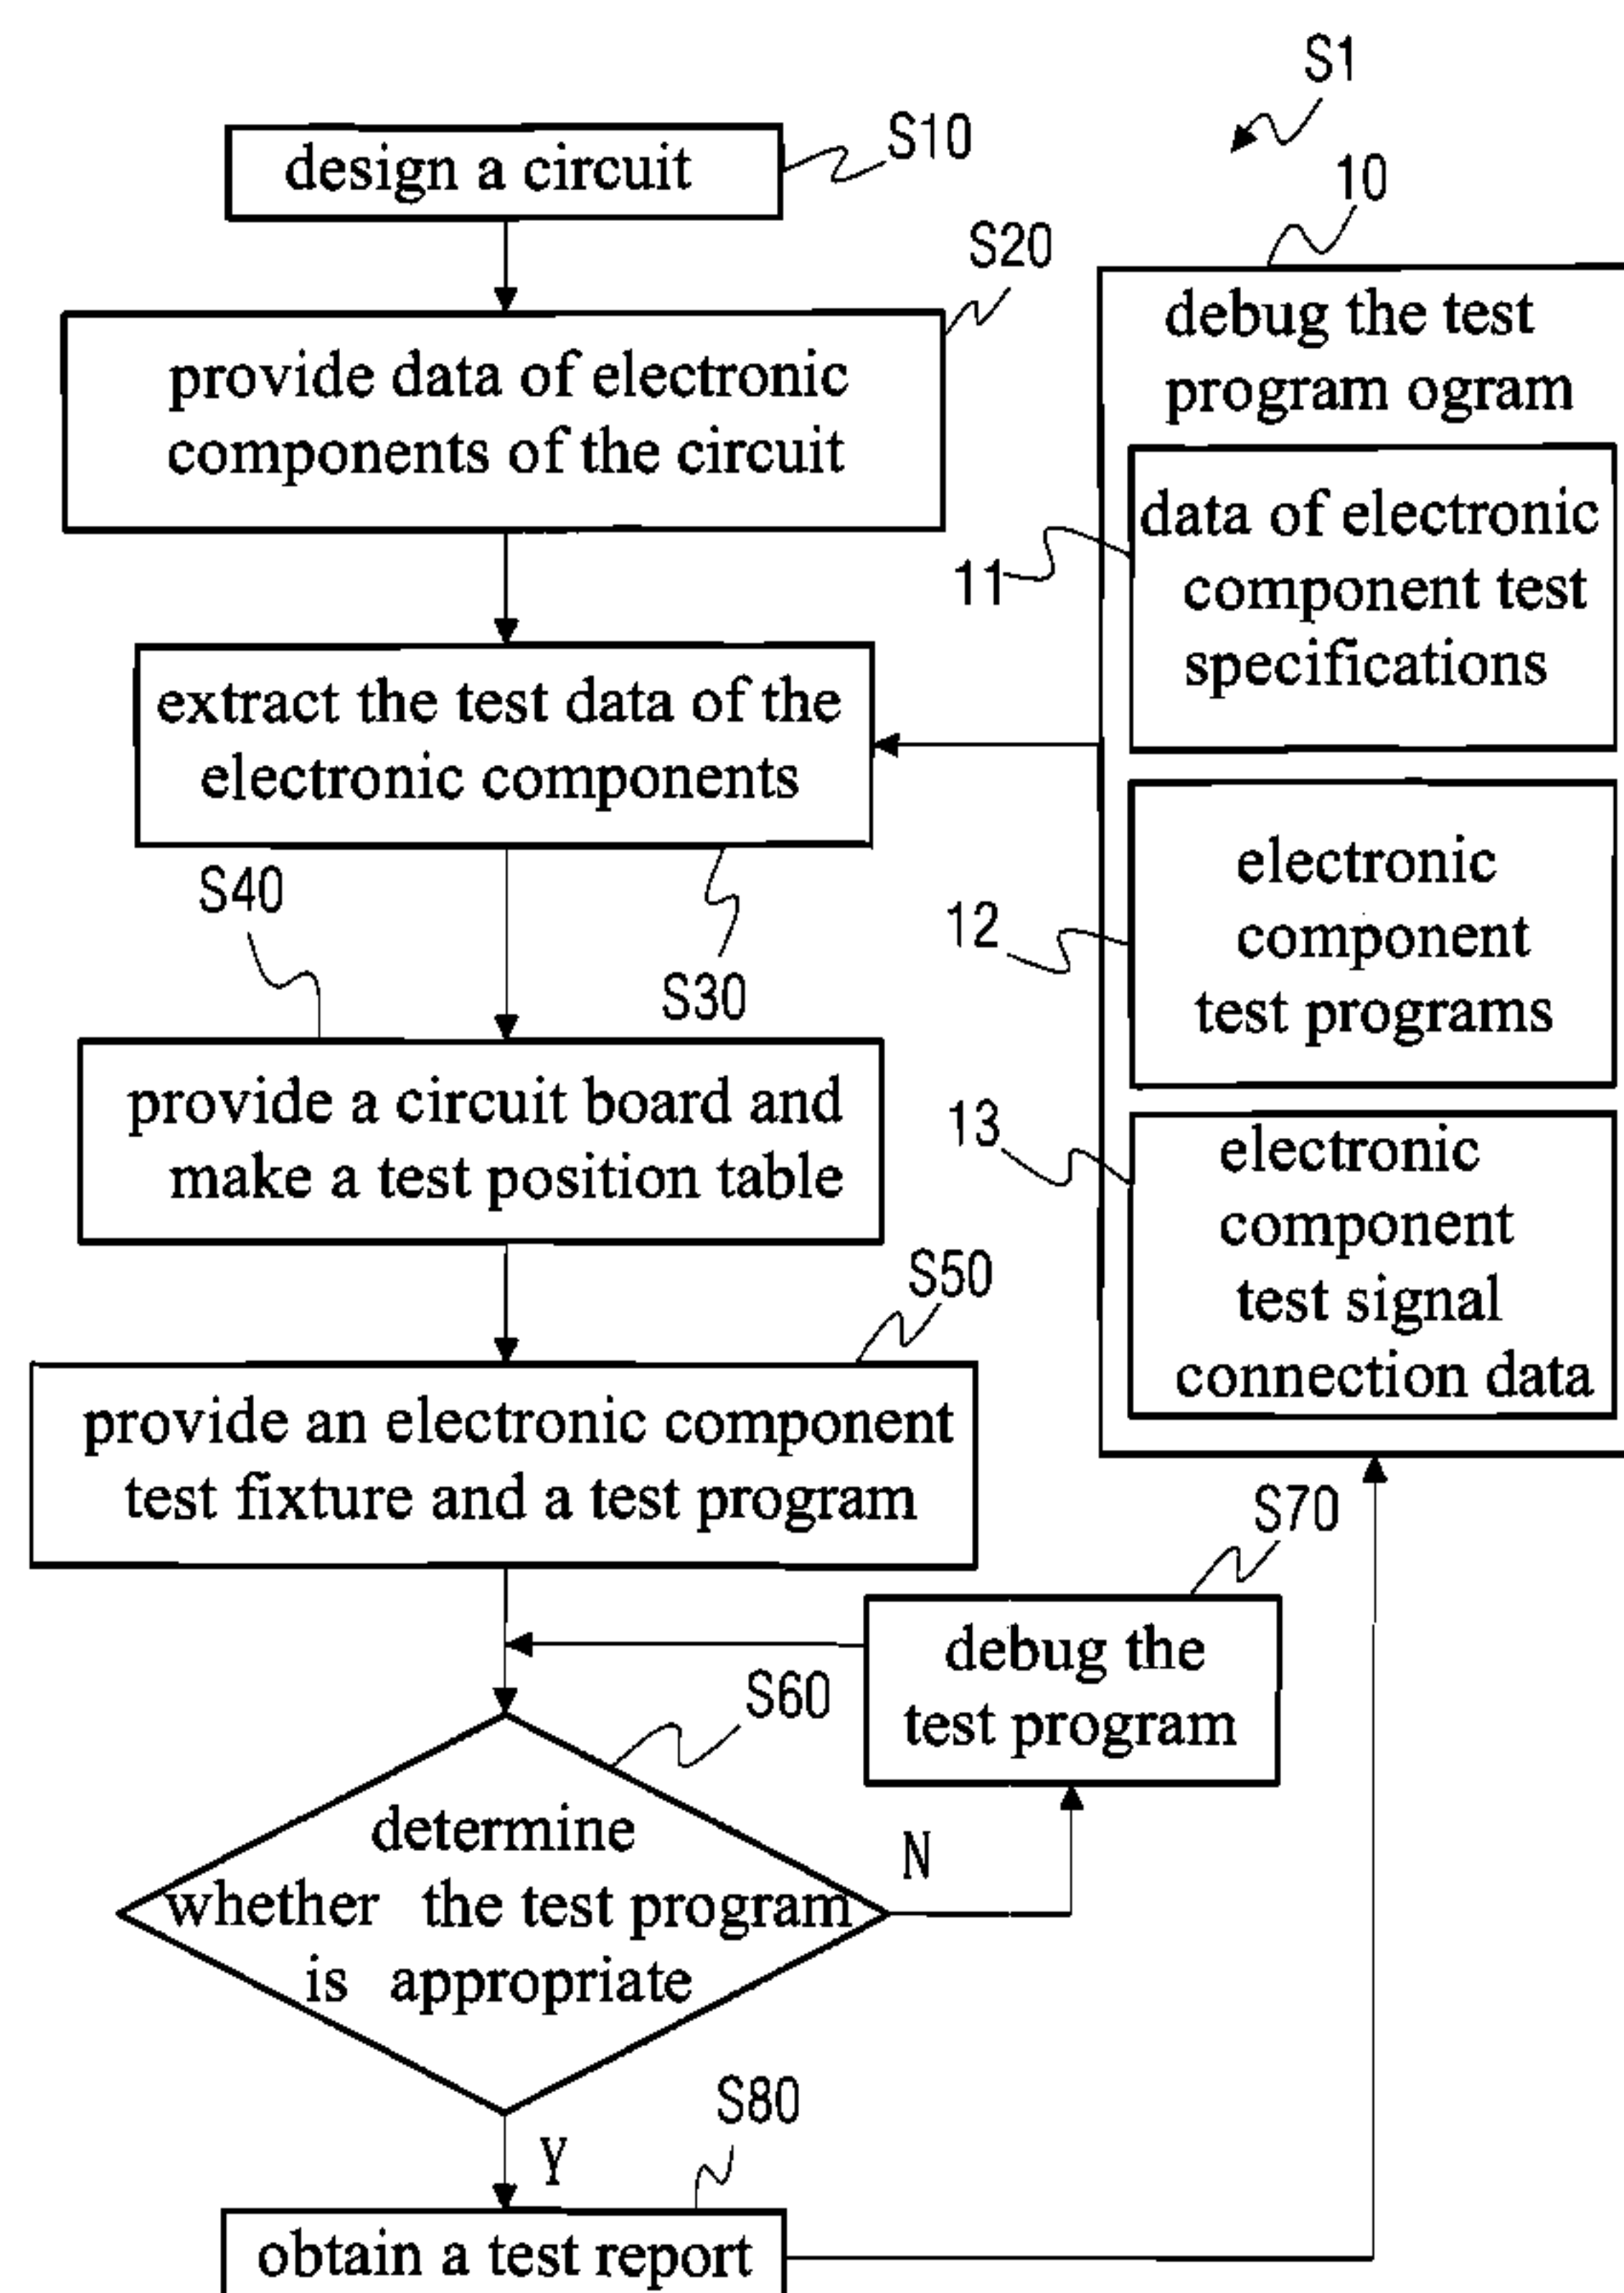 S1
design a circuit
S10
10
S20
provide data of electronic
components of the circuit
debug the test
program ogram
data of electronic
component test
specifications
11
extract the test data of the
electronic components
S40
S30
electronic
component
test programs
12
provide a circuit board and
make a test position table
13
electronic
component
test signal
connection data
S50
provide an electronic component
test fixture and a test program
S70
debug the
test program
S60
determine
whether the test program
is appropriate
N
Y
S80
obtain a test report